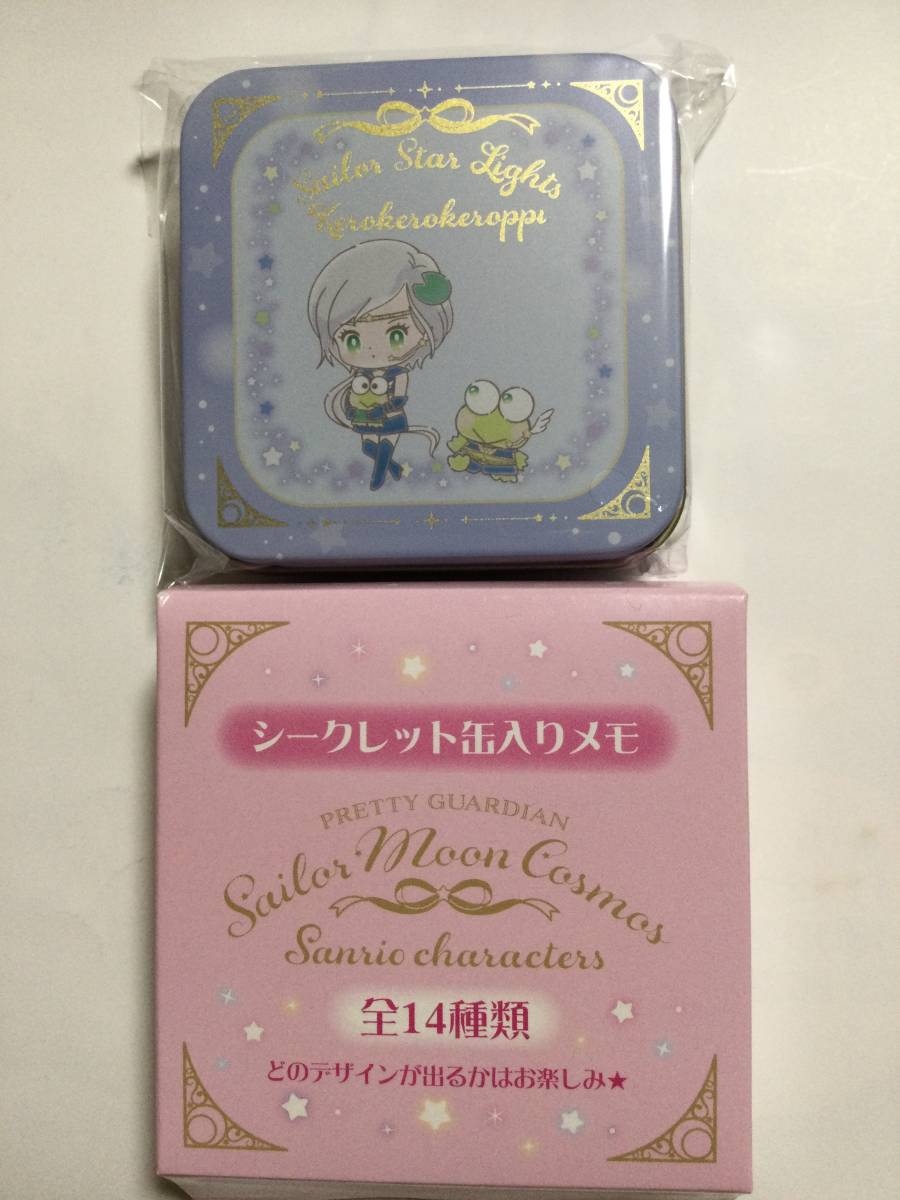 Sailor Star Lights
Kerokerokeroppi
シークレット缶入りメモ
PRETTY GUARDIAN
Sailor Moon Cosmos
Sanrio characters
全14種類
どのデザインが出るかはお楽しみ★